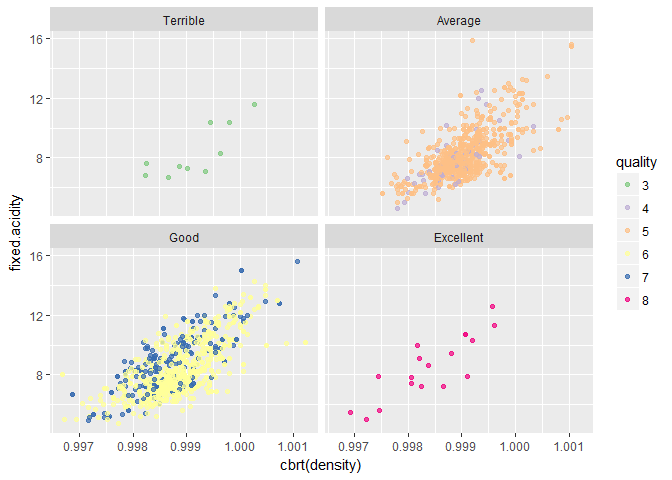 Terrible
Average
16
12
8
fixed.acidity
Good
Excellent
16
12
8
0.997 0.998 0.999 1.000 1.001
0.997 0.998 0.999 1.000 1.001
cbrt(density)
quality
3
4
5
6
7
8